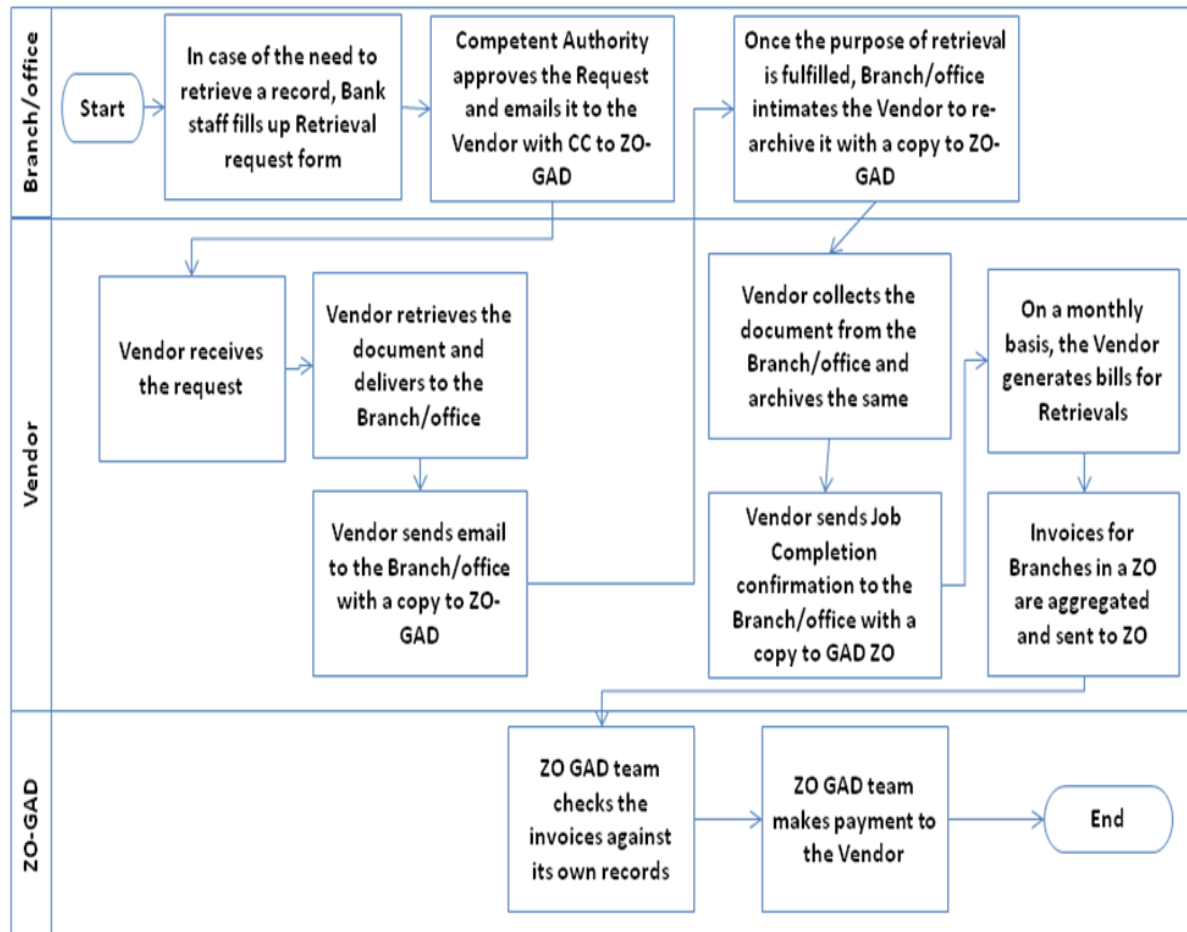 Branch/office
Start
In case of the need to
retrieve a record, Bank
staff fills up Retrieval
request form
Competent Authority
approves the Request
and emails it to the
Vendor with CC to ZO-
GAD
Once the purpose of retrieval
is fulfilled, Branch/office
intimates the Vendor to re-
archive it with a copy to ZO-
GAD
Vendor
Vendor receives
the request
Vendor retrieves the
document and
delivers to the
Branch/office
Vendor sends email
to the Branch/office
with a copy to ZO-
GAD
Vendor collects the
document from the
Branch/office and
archives the same
Vendor sends Job
Completion
confirmation to the
Branch/office with a
copy to GAD ZO
On a monthly
basis, the Vendor
generates bills for
Retrievals
Invoices for
Branches in a ZO
are aggregated
and sent to ZO
ZO-GAD
ZO GAD team
checks the
invoices against
its own records
ZO GAD team
makes payment to
the Vendor
End